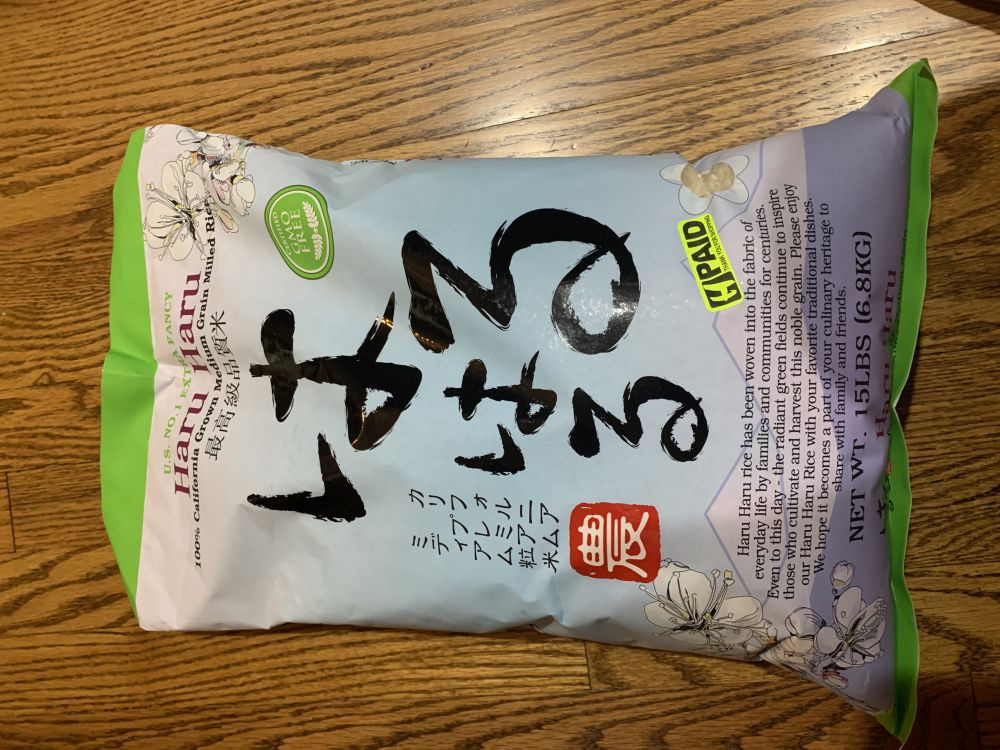 U.S. NO.1 EXTRA FANCY
Haru Haru
100% California Grown Medium Grain Milled Rice
最高級品質米
CERTIFIED
GMO
FREE
はる
はる
カリフォルニア
プレミアム
ミディアム粒米
農
PAID
THANK YOU FOR SHOPPING
Haru Haru rice has been woven into the fabric of
everyday life by families and communities for centuries.
Even to this day - the radiant green fields continue to inspire
those who cultivate and harvest this noble grain. Please enjoy
our Haru Haru Rice with your favorite traditional dishes.
We hope it becomes a part of your culinary heritage to
share with family and friends.
NET WT. 15LBS (6.8KG)
Haru Haru